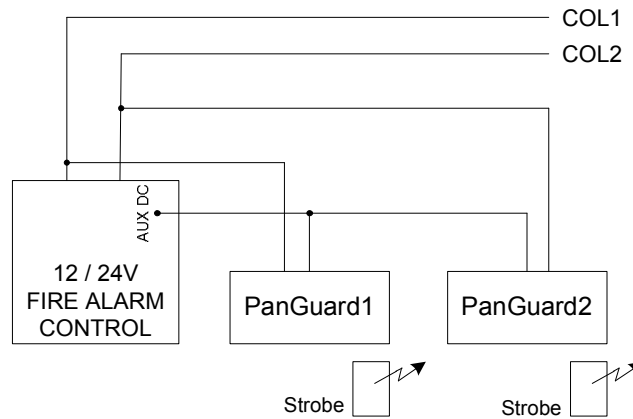 COL1
COL2
AUX DC
12 / 24V
FIRE ALARM
CONTROL
PanGuard1
PanGuard2
Strobe
Strobe